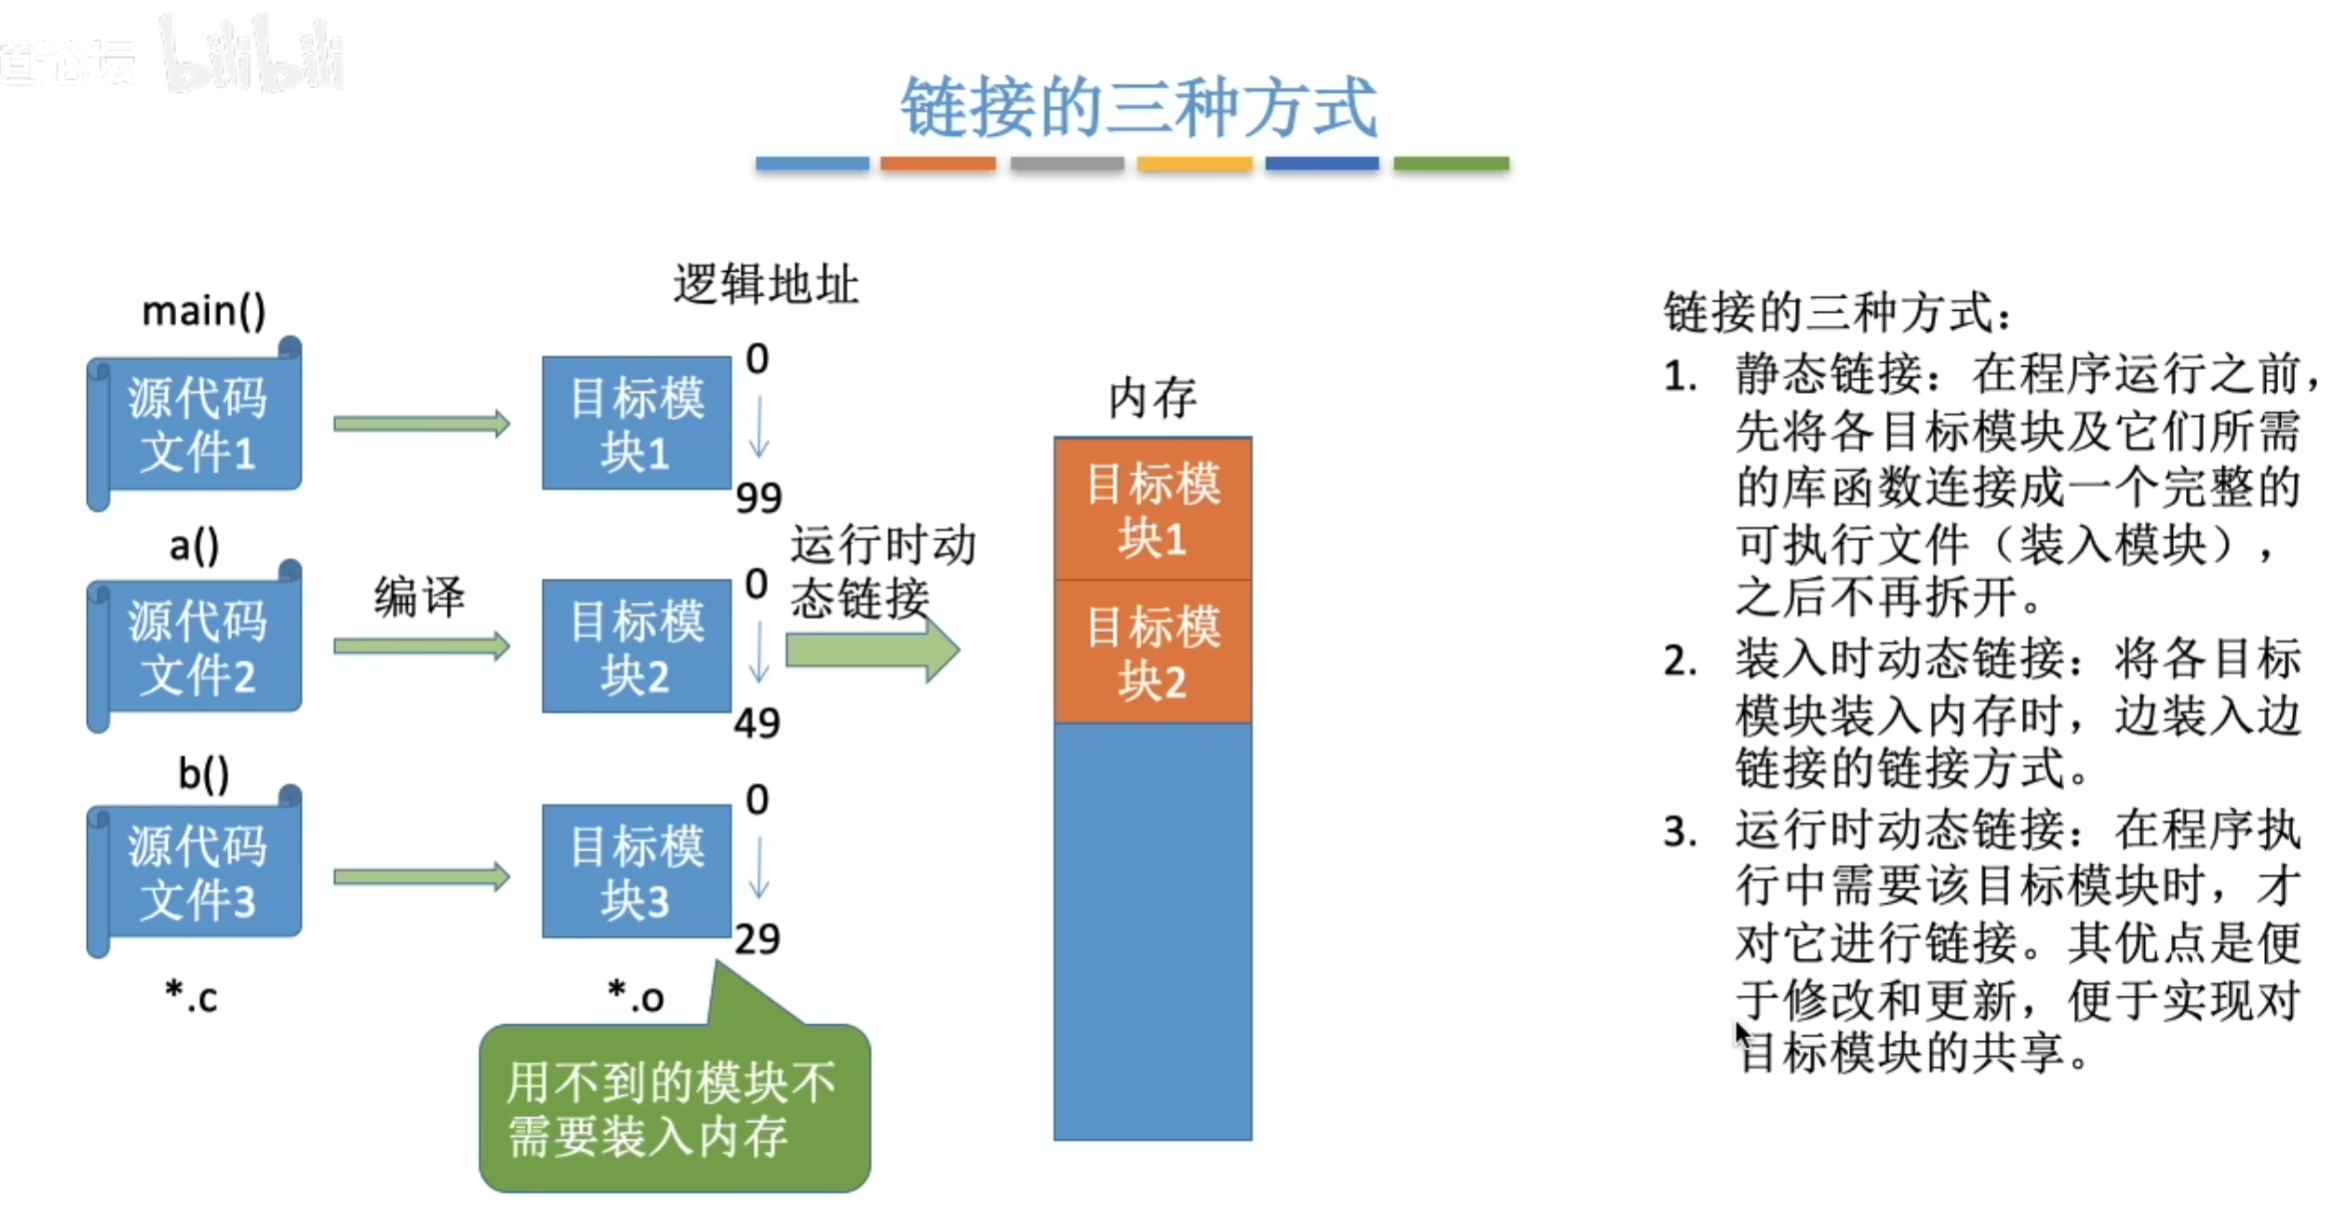 首论坛 bilibili
链接的三种方式
main()
源代码
文件1
a()
源代码
文件2
b()
源代码
文件3
*.c
编译
逻辑地址
目标模
块1
0
99
目标模
块2
0
49
目标模
块3
0
29
*.o
用不到的模块不
需要装入内存
运行时动
态链接
内存
目标模
块1
目标模
块2
链接的三种方式：
1. 静态链接：在程序运行之前，
先将各目标模块及它们所需
的库函数连接成一个完整的
可执行文件（装入模块），
之后不再拆开。
2. 装入时动态链接：将各目标
模块装入内存时，边装入边
链接的链接方式。
3. 运行时动态链接：在程序执
行中需要该目标模块时，才
对它进行链接。其优点是便
于修改和更新，便于实现对
目标模块的共享。